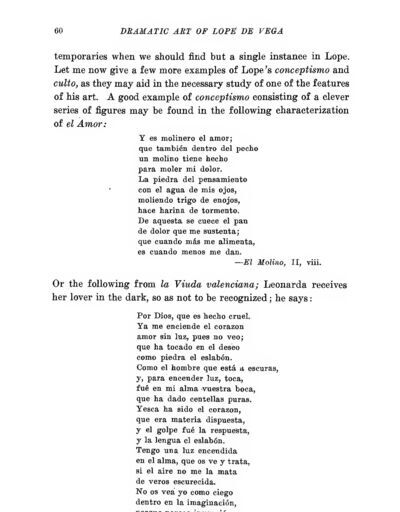 60
DRAMATIC ART OF LOPE DE VEGA
temporaries when we should find but a single instance in Lope.
Let me now give a few more examples of Lope's conceptismo and
culto, as they may aid in the necessary study of one of the features
of his art. A good example of conceptismo consisting of a clever
series of figures may be found in the following characterization
of el Amor:
Y es molinero el amor;
que también dentro del pecho
un molino tiene hecho
para moler mi dolor.
La piedra del pensamiento
con el agua de mis ojos,
moliendo trigo de enojos,
hace harina de tormento.
De aquesta se cuece el pan
de dolor que me sustenta;
que cuando más me alimenta,
es cuando menos me dan.
—El Molino, II, viii.
Or the following from la Viuda valenciana; Leonarda receives
her lover in the dark, so as not to be recognized; he says:
Por Dios, que es hecho cruel.
Ya me enciende el corazon
amor sin luz, pues no veo;
que ha tocado en el deseo
como piedra el eslabón.
Como el hombre que está a escuras,
y, para encender luz, toca,
fué en mi alma vuestra boca,
que ha dado centellas puras.
Yesca ha sido el corazon,
que era materia dispuesta,
y el golpe fué la respuesta,
y la lengua el eslabon.
Tengo una luz encendida
en el alma, que os ve y trata,
si el aire no me la mata
de veros escurecida.
No os vea yo como ciego
dentro en la imaginación,